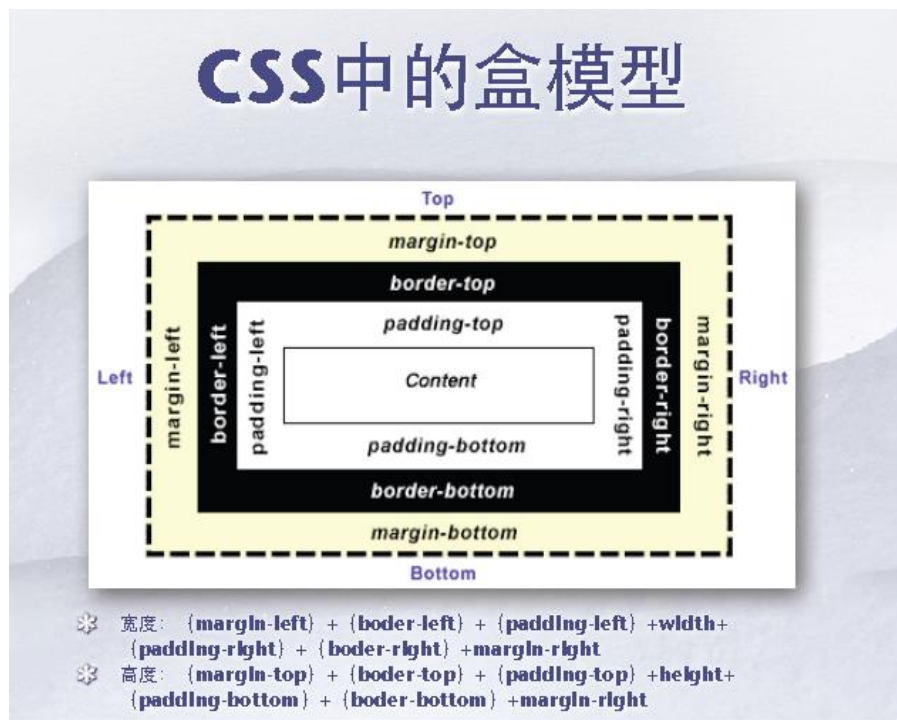 CSS中的盒模型
Top
margin-top
border-top
padding-top
Left
margin-left
border-left
padding-left
Content
padding-right
border-right
margin-right
Right
padding-bottom
border-bottom
margin-bottom
Bottom
宽度: {margin-left} + {boder-left} + {padding-left} +width+
{padding-right} + {boder-right} +margin-right
高度: {margin-top} + {boder-top} + {padding-top} +height+
{padding-bottom} + {boder-bottom} +margin-right